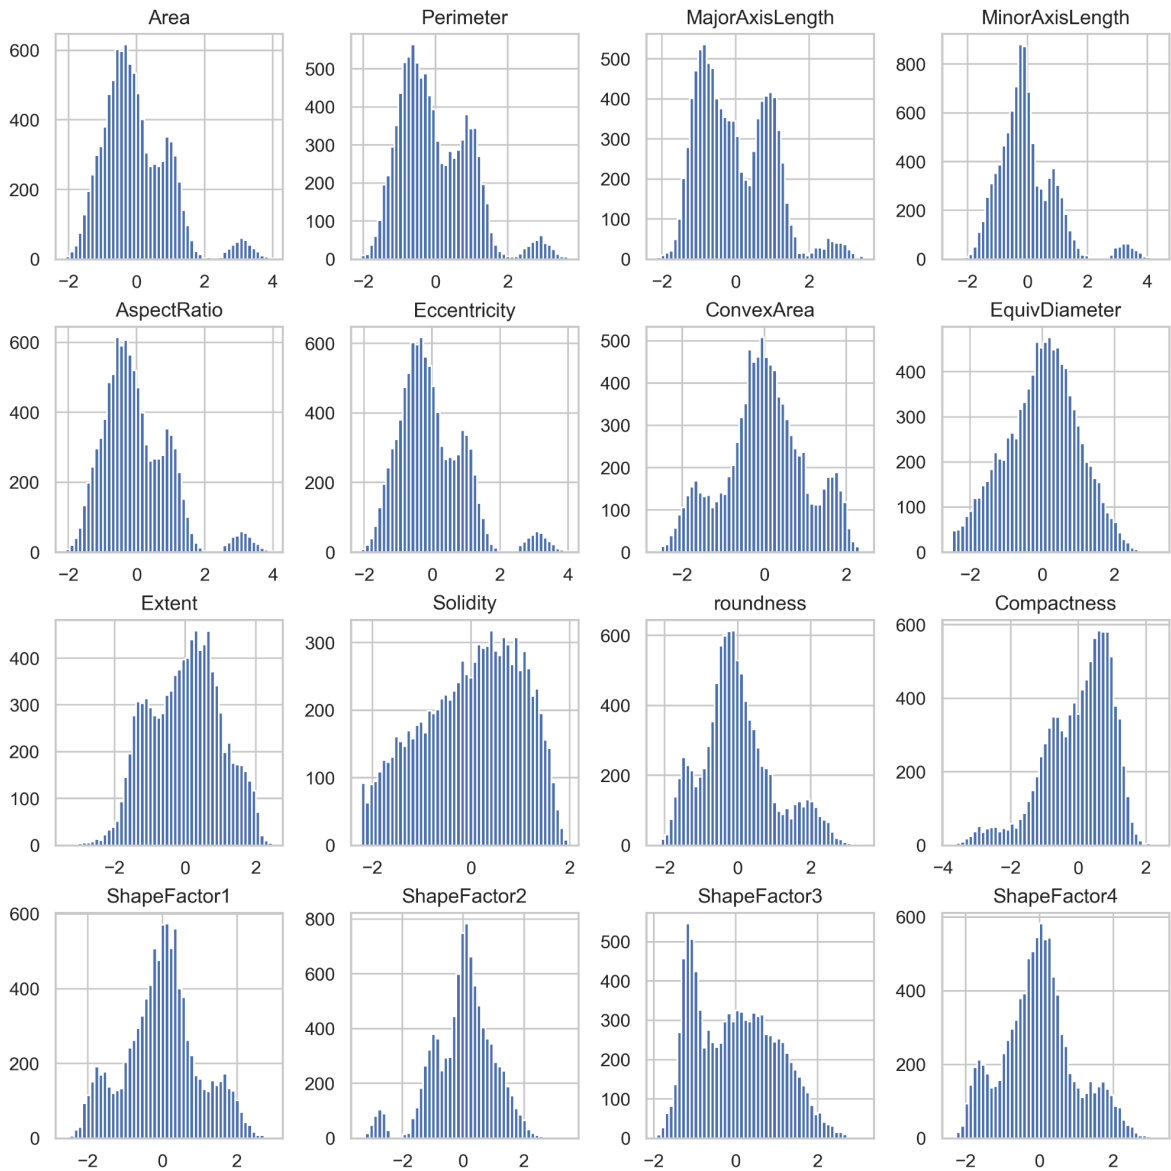 Area Perimeter MajorAxisLength MinorAxisLength
600 400 200 0
500 400 300 200 100 0
500 400 300 200 100 0
800 600 400 200 0
−2 0 2 4 −2 0 2 −2 0 2 −2 0 2 4
AspectRatio Eccentricity ConvexArea EquivDiameter
600 400 200 0
600 400 200 0
500 400 300 200 100 0
400 300 200 100 0
−2 0 2 4 −2 0 2 4 −2 0 2 −2 0 2
Extent Solidity roundness Compactness
400 300 200 100 0
300 200 100 0
600 400 200 0
600 400 200 0
−2 0 2 −2 0 2 −2 0 2 −4 −2 0 2
ShapeFactor1 ShapeFactor2 ShapeFactor3 ShapeFactor4
600 400 200 0
800 600 400 200 0
500 400 300 200 100 0
600 400 200 0
−2 0 2 −2 0 2 −2 0 2 −2 0 2